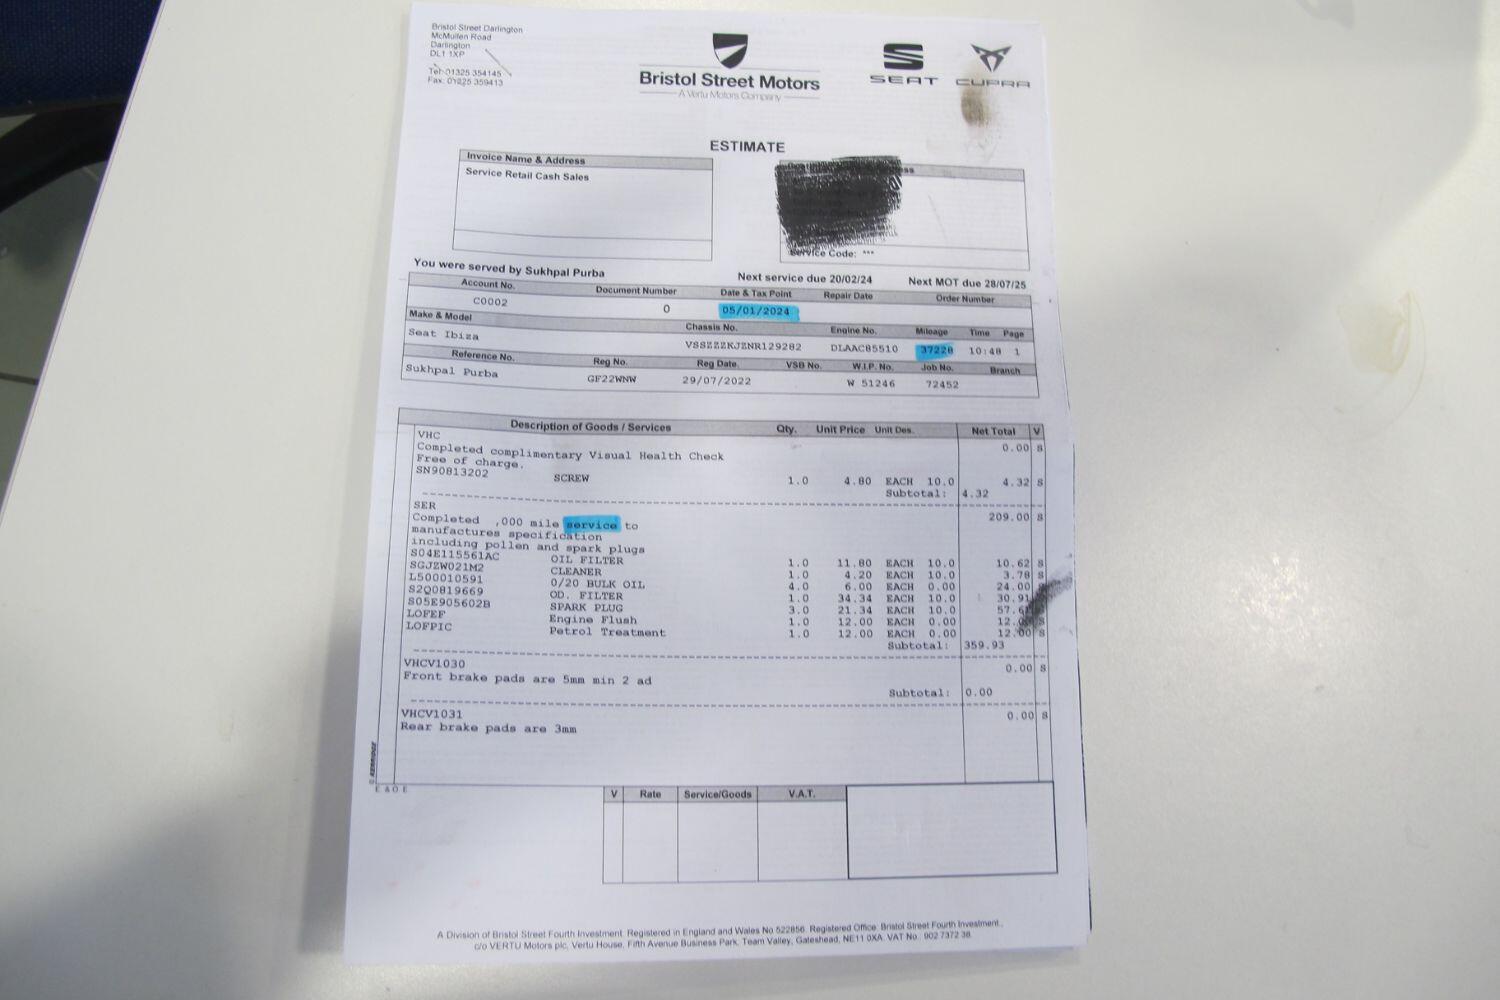 Bristol Street Darlington
McMullen Road
Darlington
DL1 1XP
Tel: 01325 354145
Fax. 01325 359413
Bristol Street Motors
A Vertu Motors Company
SEAT
CUPRA
ESTIMATE
Invoice Name & Address
Service Retail Cash Sales
Service Code: ***
You were served by Sukhpal Purba
Next service due 20/02/24
Next MOT due 28/07/25
Account No. Document Number Date & Tax Point Repair Date Order Number
C0002 0 05/01/2024
Make & Model Chassis No. Engine No. Mileage Time Page
Seat Ibiza VSSZZZKJZNR129282 DLAAC85510 37228 10:48 1
Reference No. Reg No. Reg Date. VSB No. W.I.P. No. Job No. Branch
Sukhpal Purba GF22WNW 29/07/2022 W 51246 72452
Description of Goods / Services Qty. Unit Price Unit Des. Net Total V
VHC 0.00 S
Completed complimentary Visual Health Check
Free of charge.
SN90813202 SCREW 1.0 4.80 EACH 10.0 4.32 S
Subtotal: 4.32
SER 209.00 S
Completed ,000 mile service to
manufactures specification
including pollen and spark plugs
S04E115561AC OIL FILTER 1.0 11.80 EACH 10.0 10.62 S
SGJZW021M2 CLEANER 1.0 4.20 EACH 10.0 3.78 S
L500010591 0/20 BULK OIL 4.0 6.00 EACH 0.00 24.00 S
S2Q0819669 OD. FILTER 1.0 34.34 EACH 10.0 30.91
S05E905602B SPARK PLUG 3.0 21.34 EACH 10.0
LOFEF Engine Flush 1.0 12.00 EACH 0.00
LOFPIC Petrol Treatment 1.0 12.00 EACH 0.00 12.00 S
Subtotal: 359.93
VHCV1030 0.00 S
Front brake pads are 5mm min 2 ad
Subtotal: 0.00
VHCV1031 0.00 S
Rear brake pads are 3mm
© KERRIDGE
E & O E
V Rate Service/Goods V.A.T.
A Division of Bristol Street Fourth Investment. Registered in England and Wales No 522856. Registered Office: Bristol Street Fourth Investment.,
c/o VERTU Motors plc, Vertu House, Fifth Avenue Business Park, Team Valley, Gateshead, NE11 0XA. VAT No.: 902 7372 38.